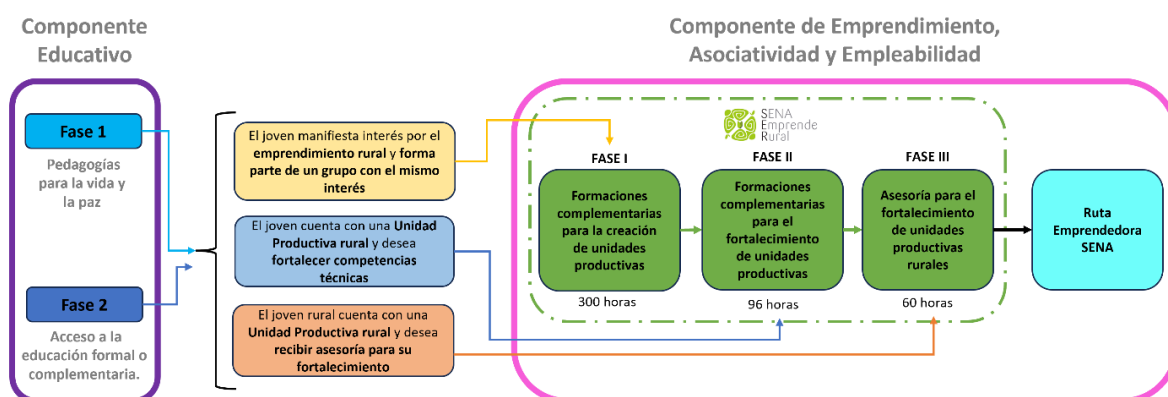 Componente
Educativo
Fase 1
Pedagogías
para la vida y
la paz
Fase 2
Acceso a la
educación formal o
complementaria.
El joven manifiesta interés por el
emprendimiento rural y forma
parte de un grupo con el mismo
interés
El joven cuenta con una Unidad
Productiva rural y desea
fortalecer competencias
técnicas
El joven rural cuenta con una
Unidad Productiva rural y desea
recibir asesoría para su
fortalecimiento
Componente de Emprendimiento,
Asociatividad y Empleabilidad
SENA
Emprende
Rural
FASE I
Formaciones
complementarias
para la creación
de unidades
productivas
300 horas
FASE II
Formaciones
complementarias
para el
fortalecimiento
de unidades
productivas
96 horas
FASE III
Asesoría para el
fortalecimiento
de unidades
productivas
rurales
60 horas
Ruta
Emprendedora
SENA